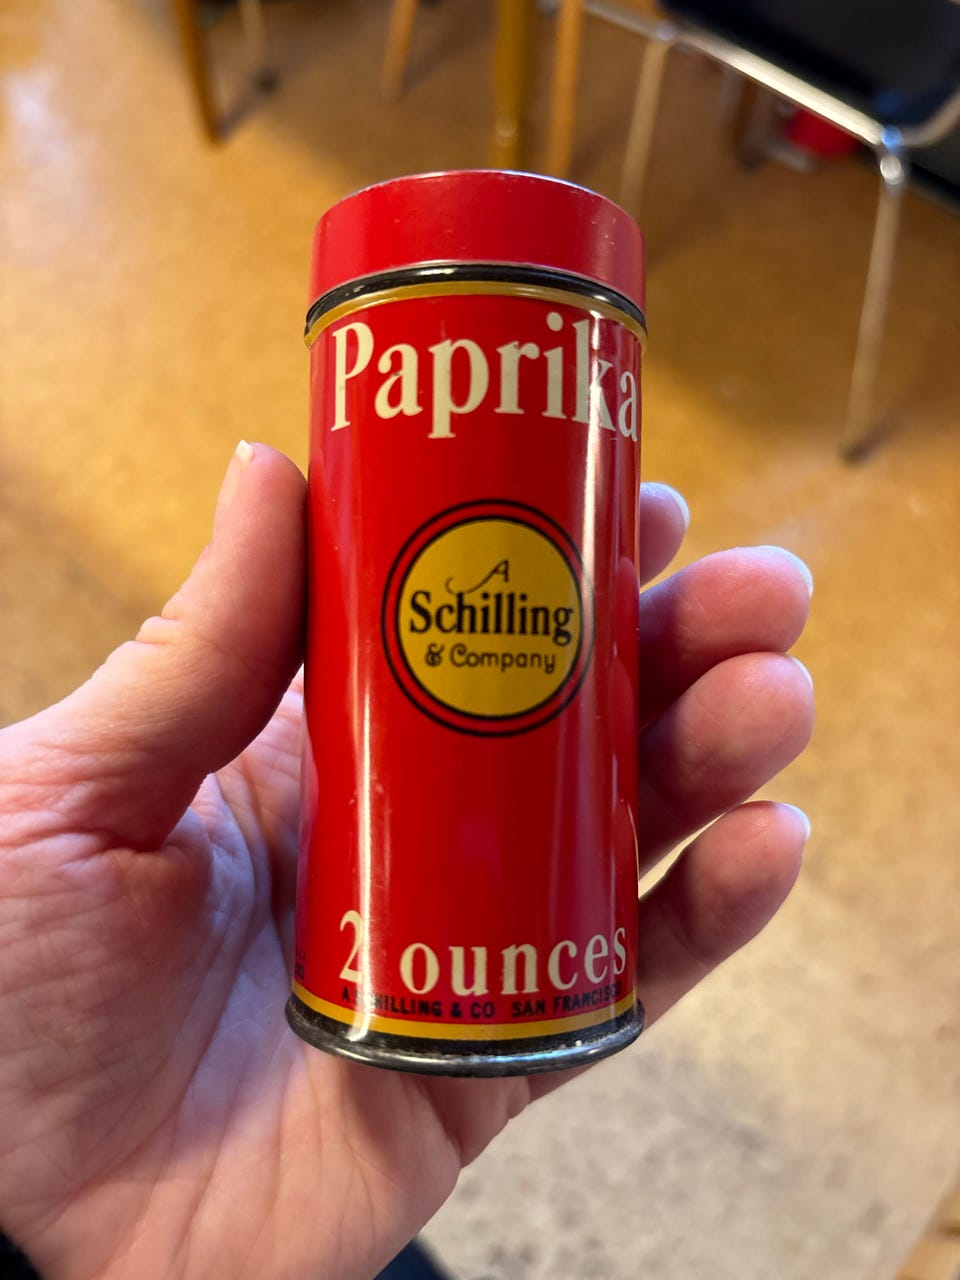 Paprika
A
Schilling
& Company
2 ounces
A SCHILLING & CO SAN FRANCISCO